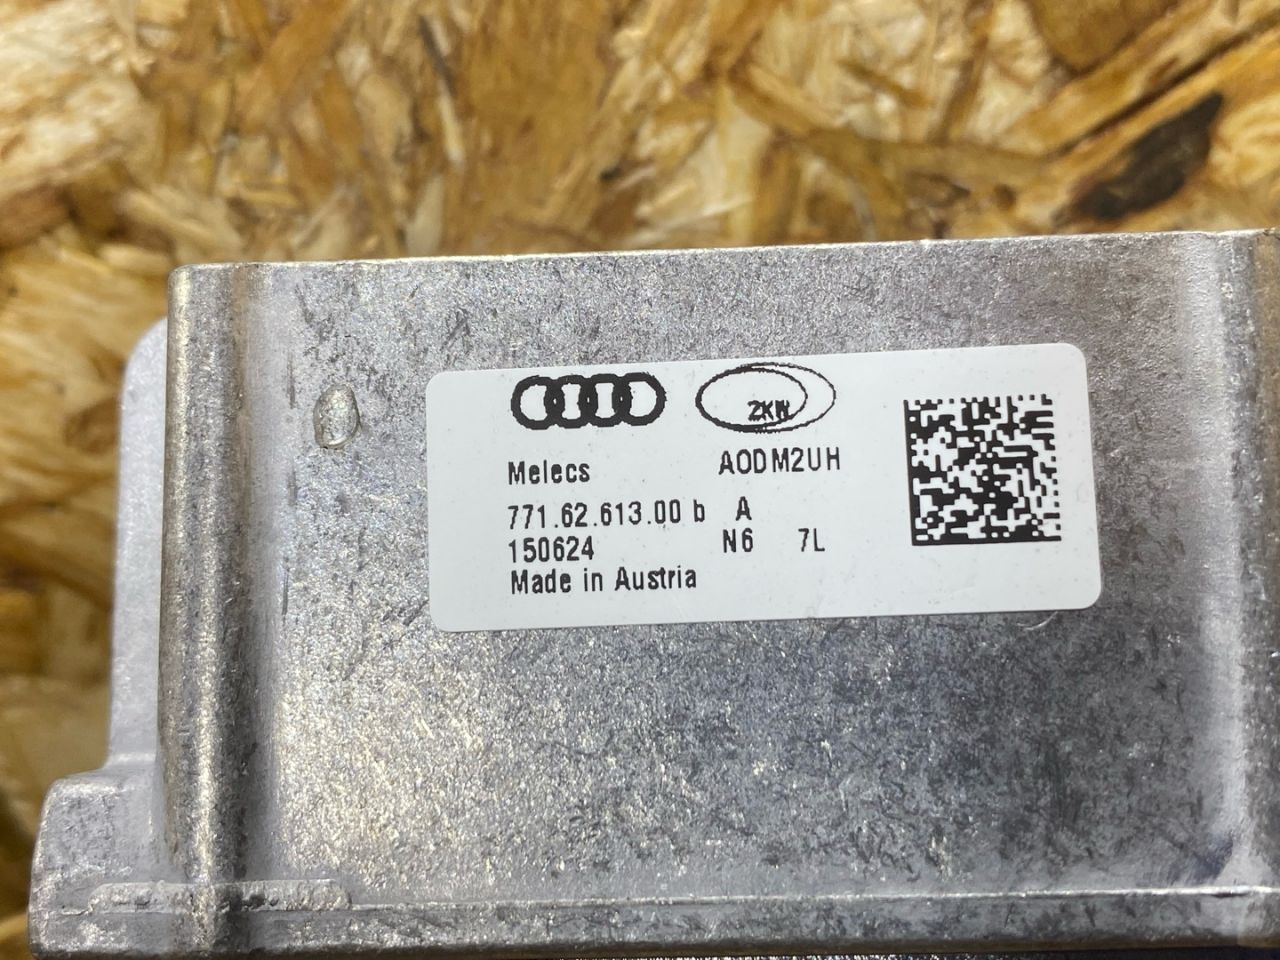 ZKW
Melecs AODM2UH
771.62.613.00 b A
150624 N6 7L
Made in Austria